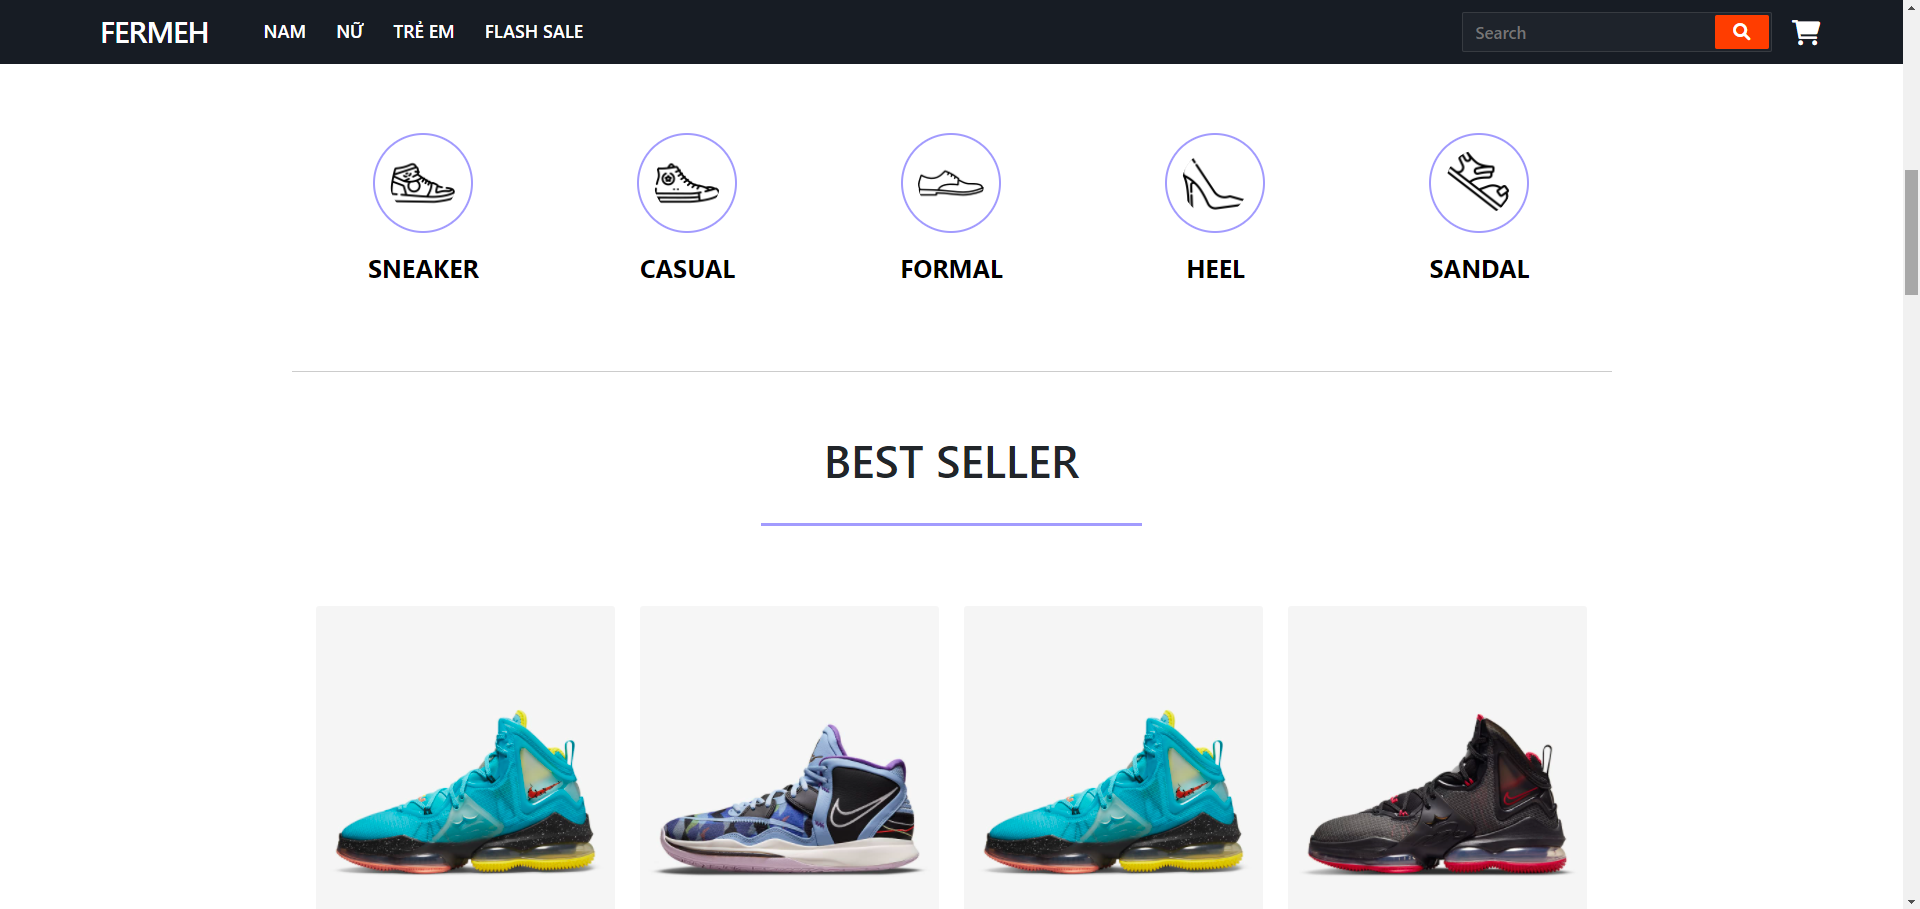 FERMEH NAM NỮ TRẺ EM FLASH SALE Search
SNEAKER CASUAL FORMAL HEEL SANDAL
BEST SELLER